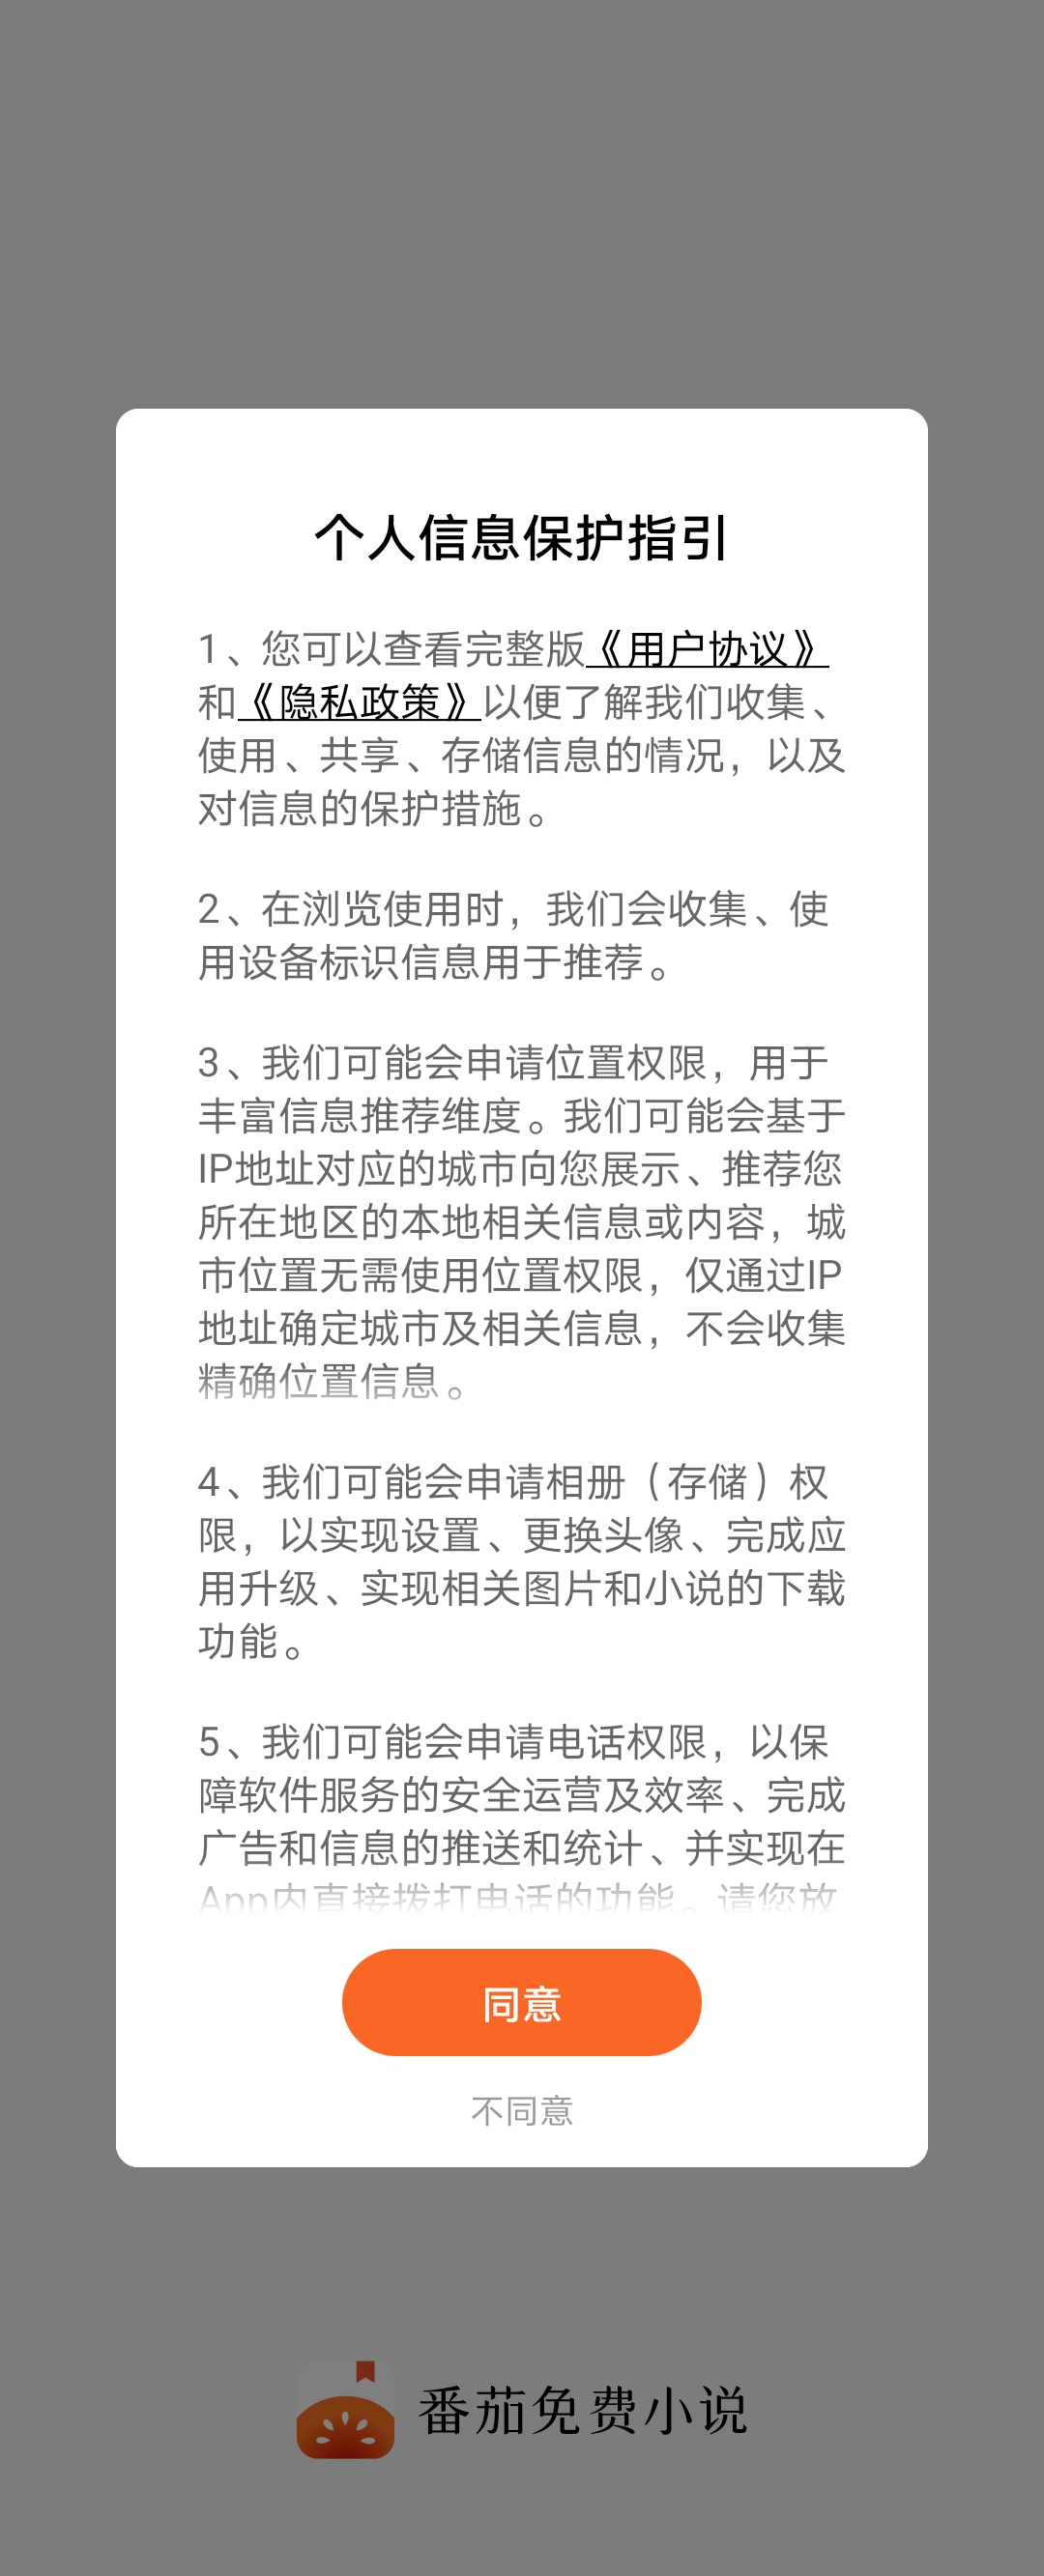 个人信息保护指引
1、您可以查看完整版《用户协议》
和《隐私政策》以便了解我们收集、
使用、共享、存储信息的情况，以及
对信息的保护措施。
2、在浏览使用时，我们会收集、使
用设备标识信息用于推荐。
3、我们可能会申请位置权限，用于
丰富信息推荐维度。我们可能会基于
IP地址对应的城市向您展示、推荐您
所在地区的本地相关信息或内容，城
市位置无需使用位置权限，仅通过IP
地址确定城市及相关信息，不会收集
精确位置信息。
4、我们可能会申请相册（存储）权
限，以实现设置、更换头像、完成应
用升级、实现相关图片和小说的下载
功能。
5、我们可能会申请电话权限，以保
障软件服务的安全运营及效率、完成
广告和信息的推送和统计、并实现在
App内直接拨打电话的功能。请您放
同意
不同意
番茄免费小说